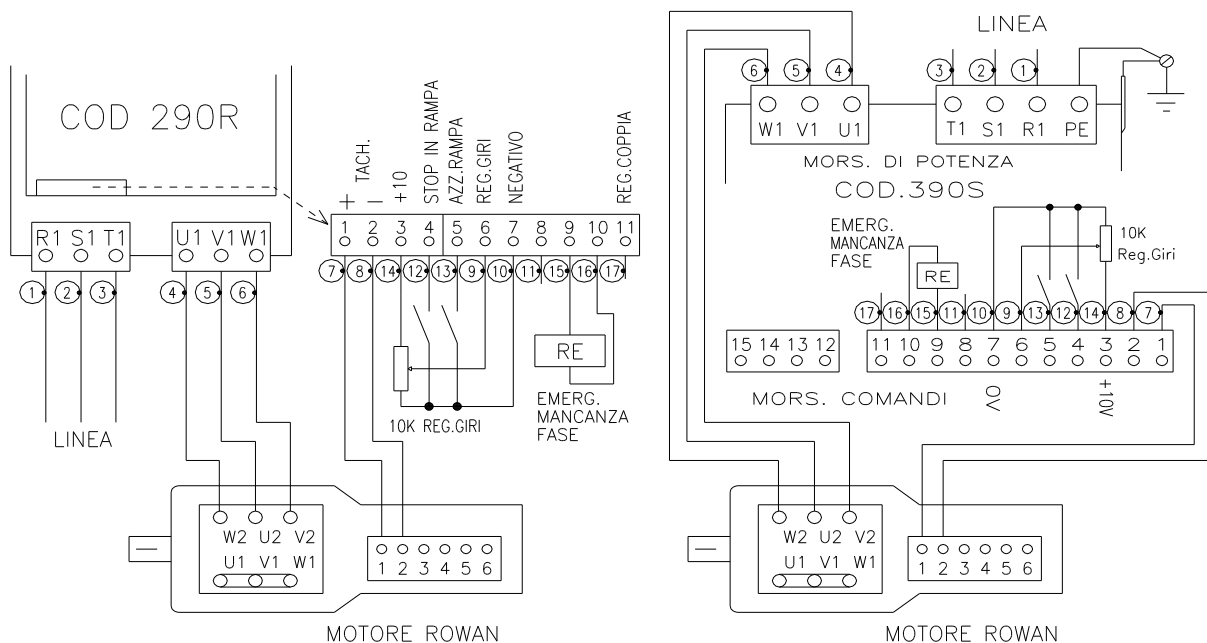 COD 290R
R1 S1 T1
U1 V1 W1
1 2 3
4 5 6
LINEA
+
TACH.
—
+10
STOP IN RAMPA
AZZ.RAMPA
REG.GIRI
NEGATIVO
REG.COPPIA
1 2 3 4 5 6 7 8 9 10 11
7 8 14 12 13 9 10 11 15 16 17
RE
10K REG.GIRI
EMERG.
MANCANZA
FASE
W2 U2 V2
U1 V1 W1
1 2 3 4 5 6
MOTORE ROWAN
LINEA
6 5 4
3 2 1
W1 V1 U1
T1 S1 R1 PE
MORS. DI POTENZA
COD.390S
EMERG.
MANCANZA
FASE
RE
10K
Reg.Giri
17 16 15 11 10 9 13 12 14 8 7
15 14 13 12
11 10 9 8 7 6 5 4 3 2 1
MORS. COMANDI
0V
+10V
W2 U2 V2
U1 V1 W1
1 2 3 4 5 6
MOTORE ROWAN